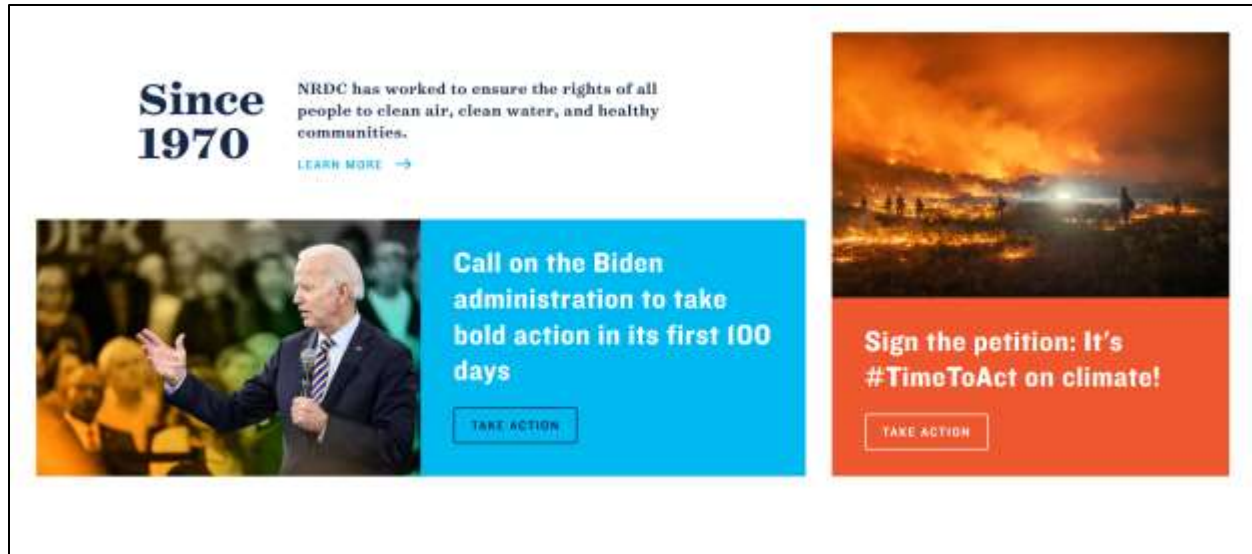 Since
1970
NRDC has worked to ensure the rights of all
people to clean air, clean water, and healthy
communities.
LEARN MORE →
Call on the Biden
administration to take
bold action in its first 100
days
TAKE ACTION
Sign the petition: It's
#TimeToAct on climate!
TAKE ACTION